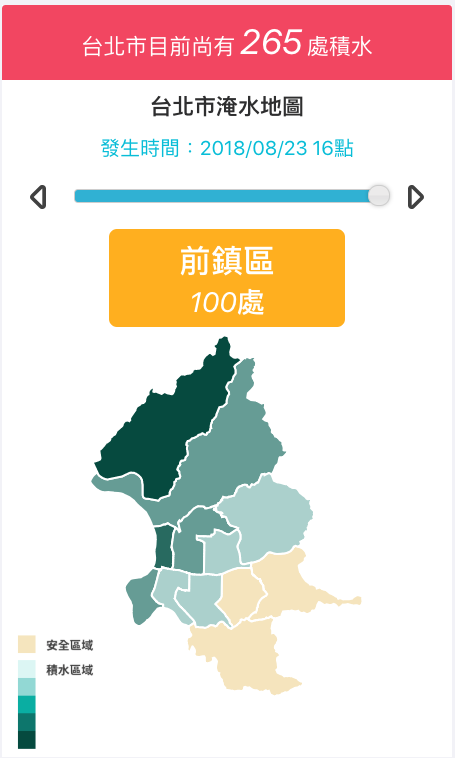 台北市目前尚有 265 處積水
台北市淹水地圖
發生時間：2018/08/23 16點
前鎮區
100處
安全區域
積水區域